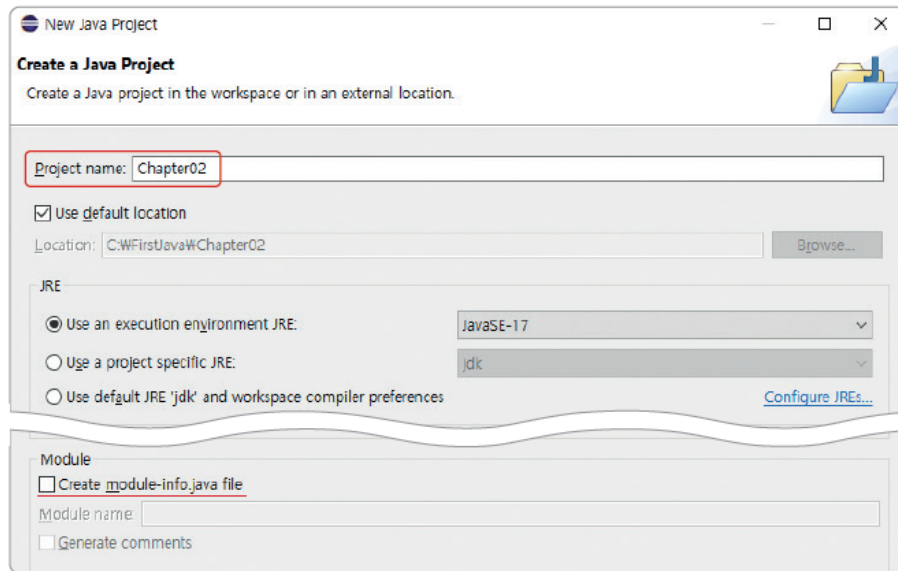 New Java Project
Create a Java Project
Create a Java project in the workspace or in an external location.
Project name: Chapter02
Use default location
Location: C:₩FirstJava₩Chapter02 Browse...
JRE
Use an execution environment JRE: JavaSE-17
Use a project specific JRE: jdk
Use default JRE 'jdk' and workspace compiler preferences Configure JREs...
Module
Create module-info.java file
Module name:
Generate comments